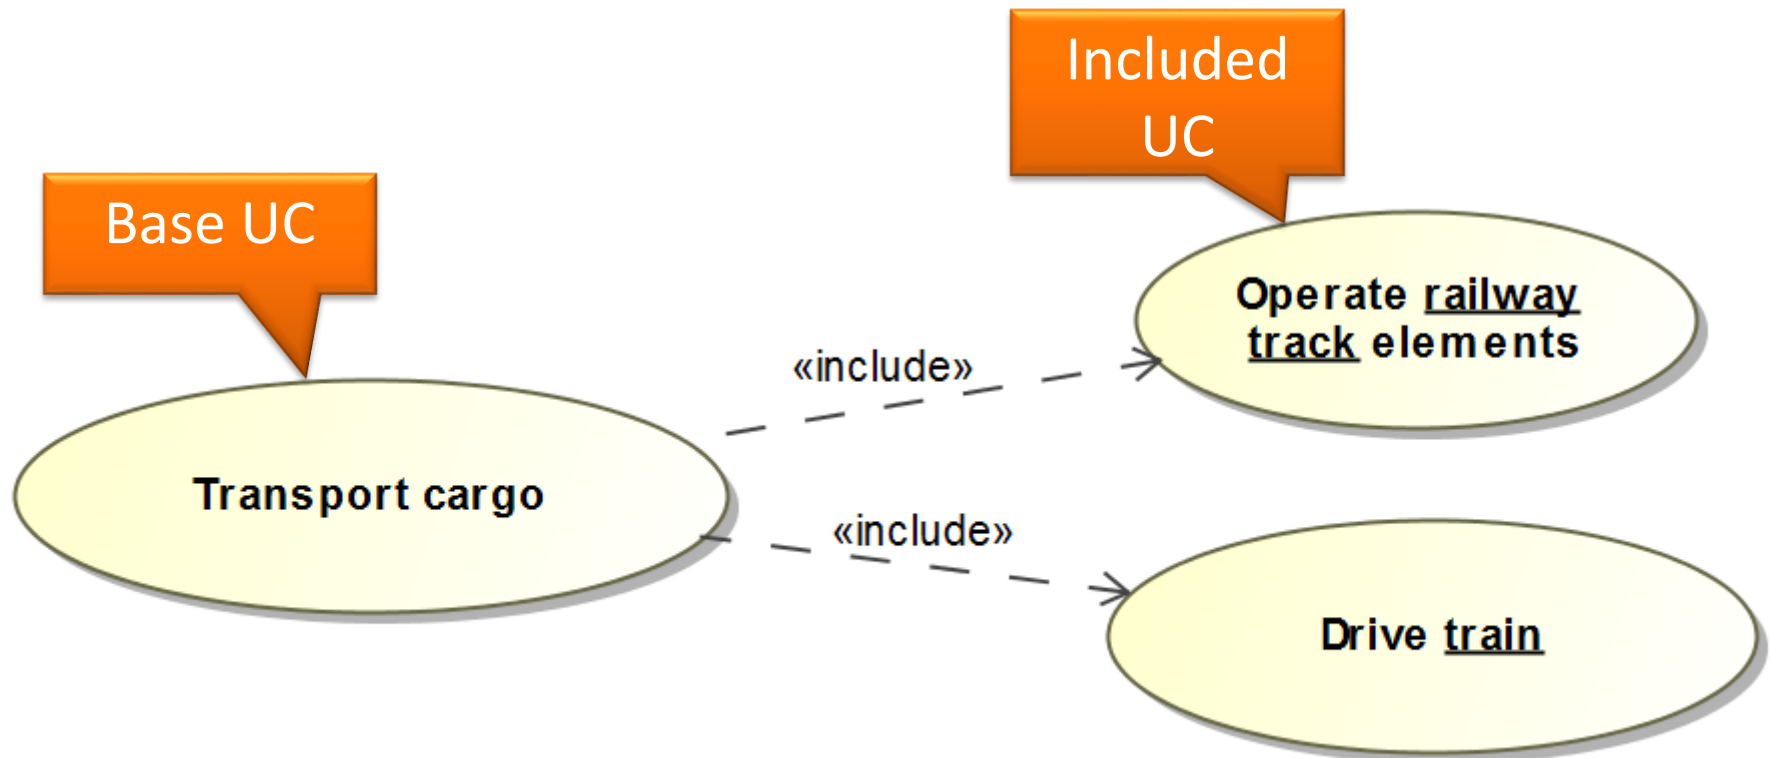 Included
UC
Base UC
Operate railway
track elements
«include»
Transport cargo
«include»
Drive train